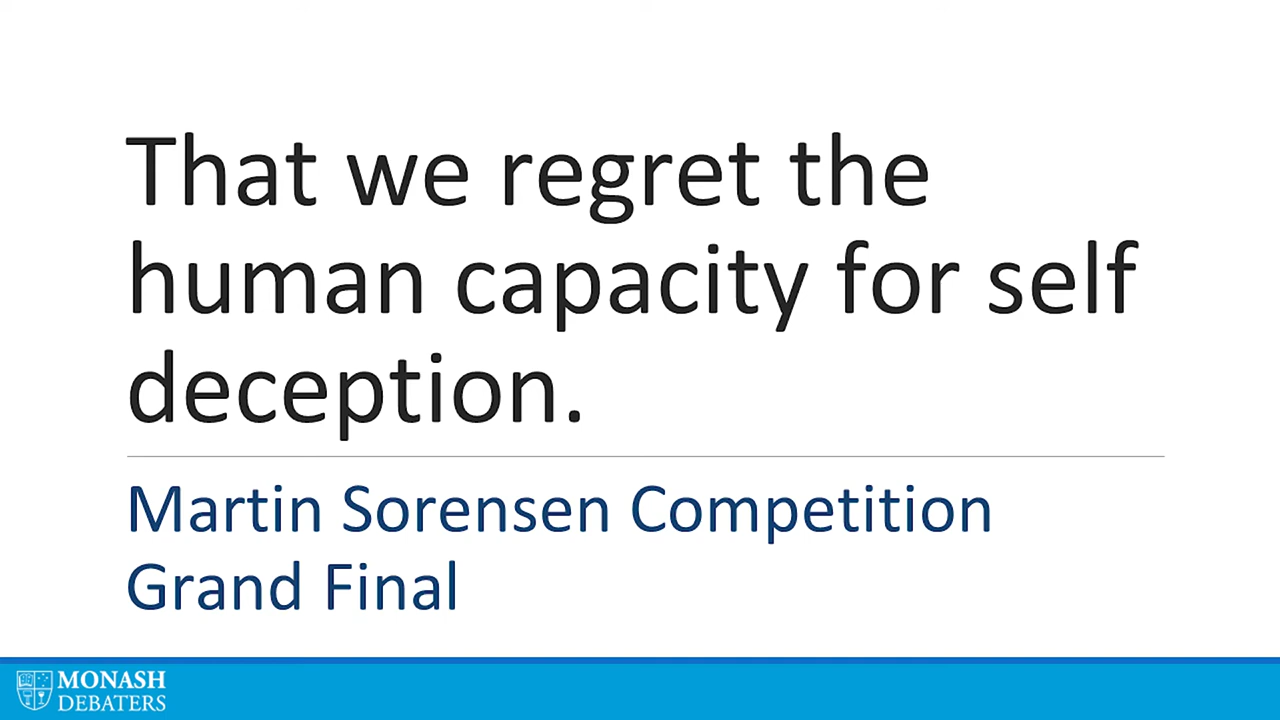 That we regret the
human capacity for self
deception.
Martin Sorensen Competition
Grand Final
MONASH
DEBATERS